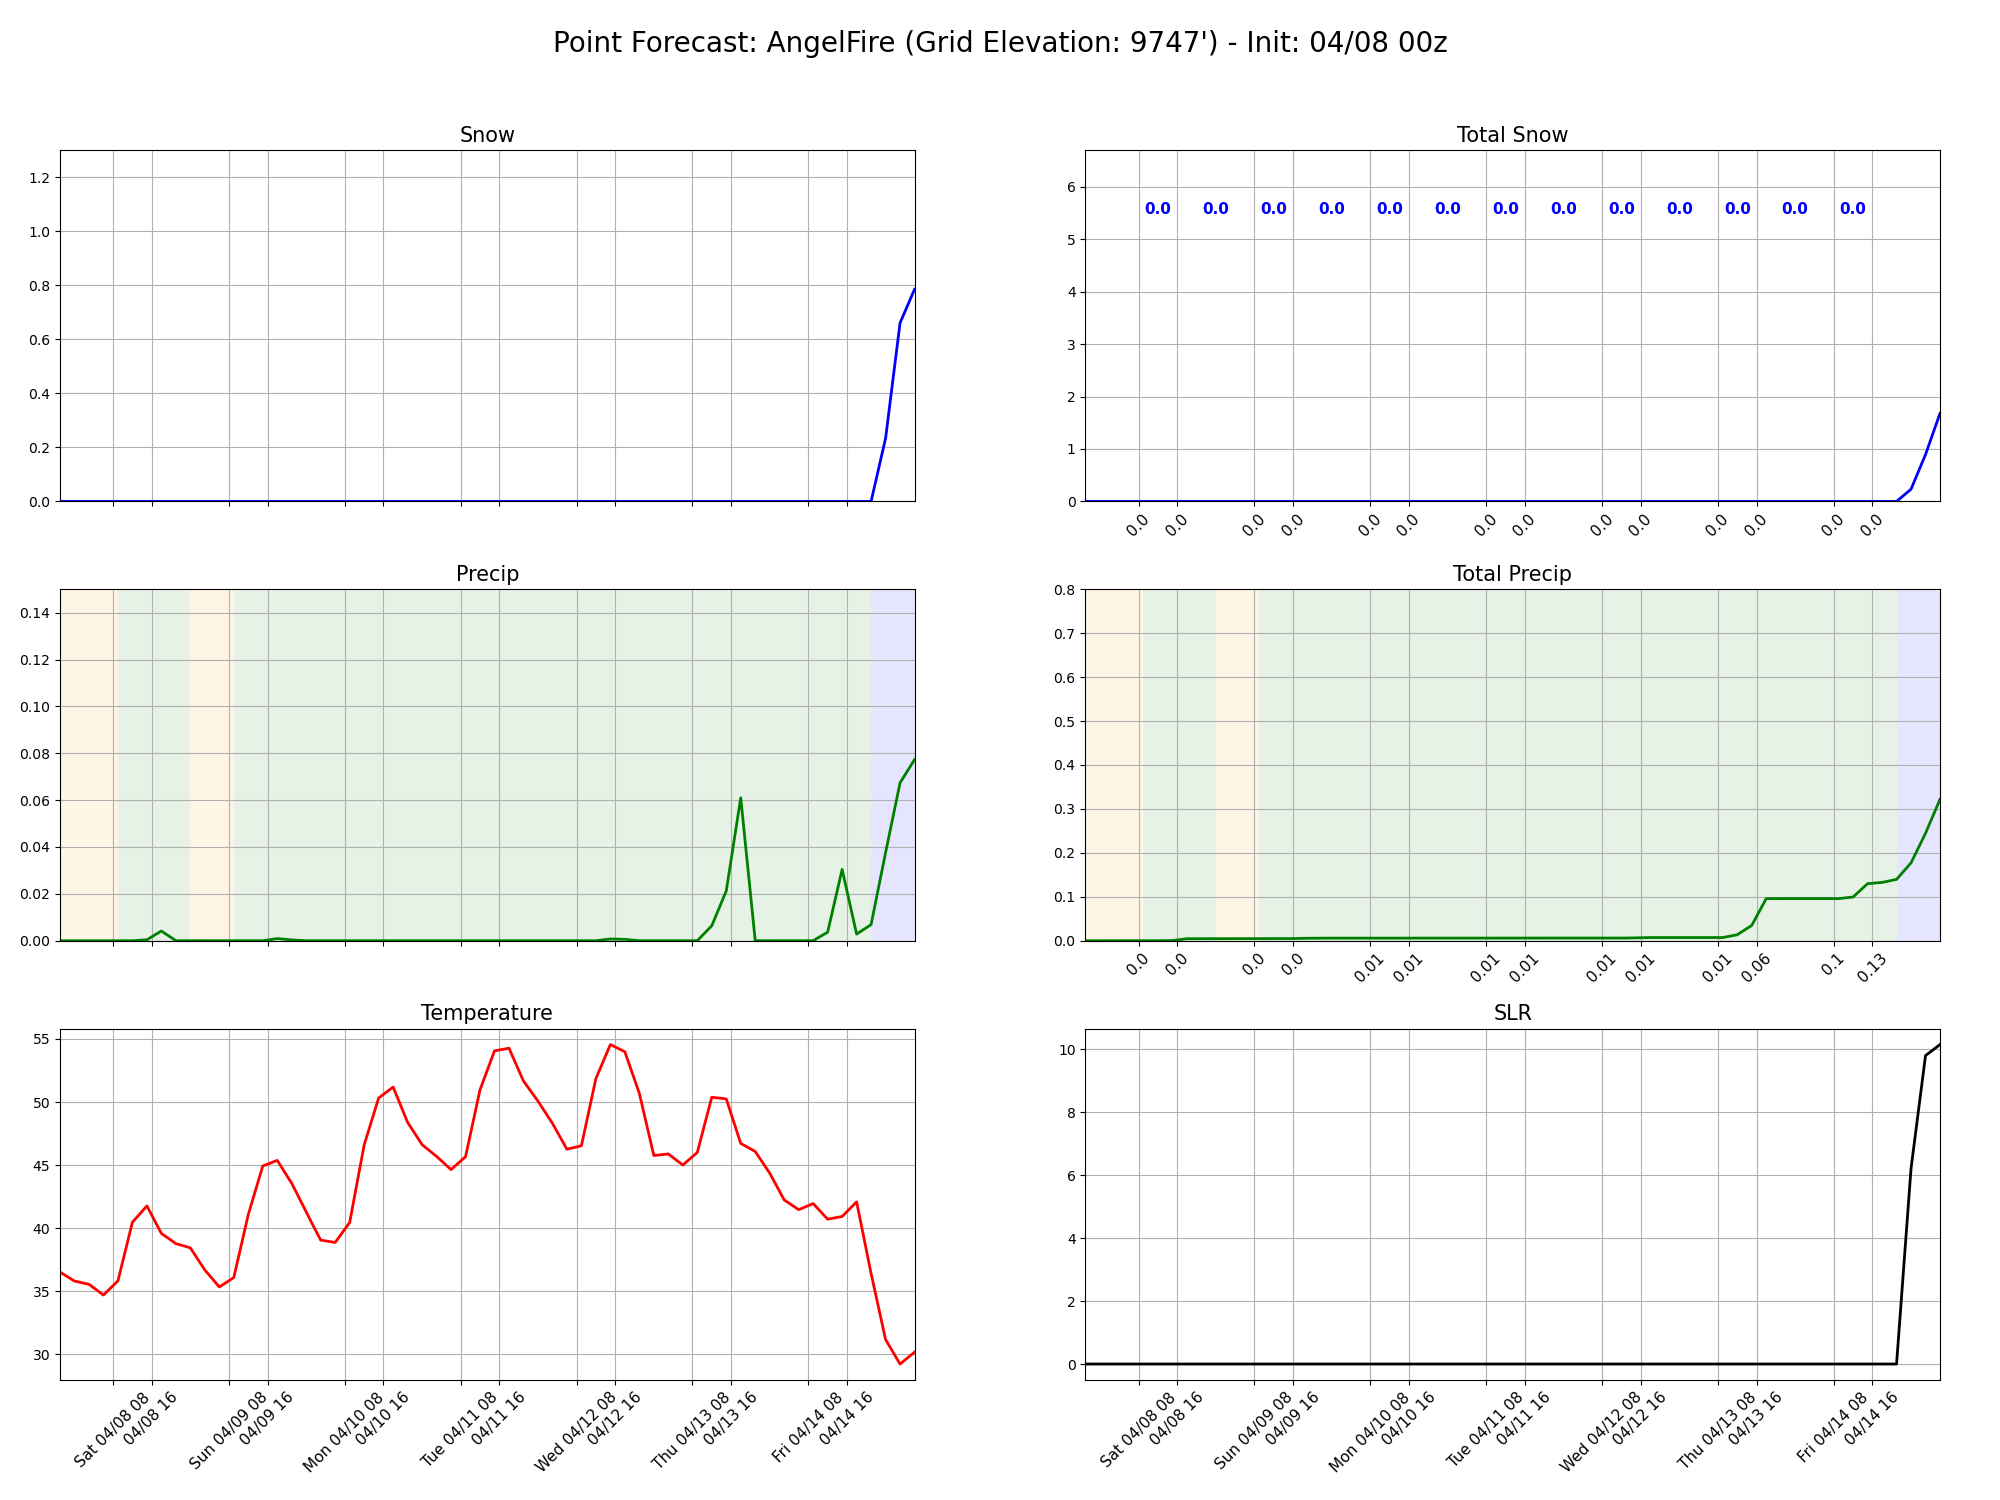 Point Forecast: AngelFire (Grid Elevation: 9747') - Init: 04/08 00z
Snow
1.2
1.0
0.8
0.6
0.4
0.2
0.0
Total Snow
6
5
4
3
2
1
0
0.0 0.0 0.0 0.0 0.0 0.0 0.0 0.0 0.0 0.0 0.0 0.0 0.0
0.0 0.0 0.0 0.0 0.0 0.0 0.0 0.0 0.0 0.0 0.0 0.0 0.0 0.0
Precip
0.14
0.12
0.10
0.08
0.06
0.04
0.02
0.00
Total Precip
0.8
0.7
0.6
0.5
0.4
0.3
0.2
0.1
0.0
0.0 0.0 0.0 0.0 0.01 0.01 0.01 0.01 0.01 0.01 0.01 0.06 0.1 0.13
Temperature
55
50
45
40
35
30
Sat 04/08 08
04/08 16
Sun 04/09 08
04/09 16
Mon 04/10 08
04/10 16
Tue 04/11 08
04/11 16
Wed 04/12 08
04/12 16
Thu 04/13 08
04/13 16
Fri 04/14 08
04/14 16
SLR
10
8
6
4
2
0
Sat 04/08 08
04/08 16
Sun 04/09 08
04/09 16
Mon 04/10 08
04/10 16
Tue 04/11 08
04/11 16
Wed 04/12 08
04/12 16
Thu 04/13 08
04/13 16
Fri 04/14 08
04/14 16